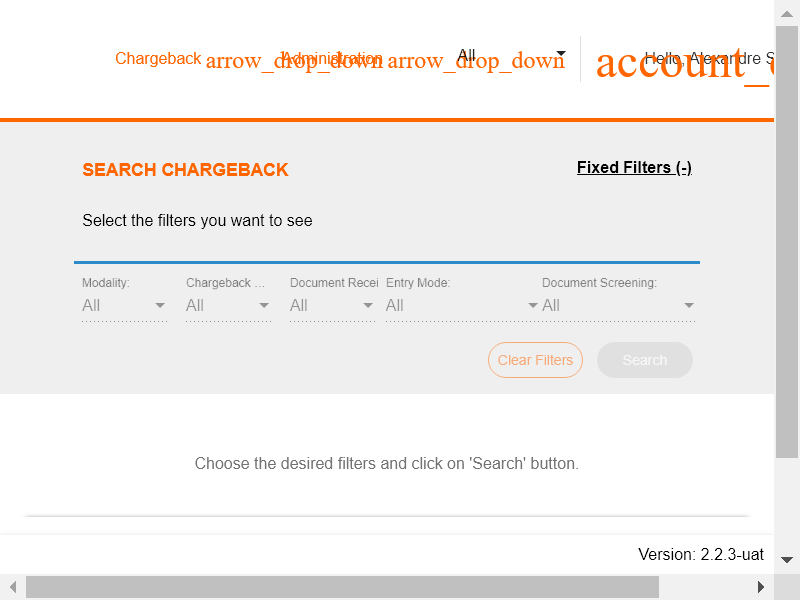 Chargeback arrow_drop_down Administration arrow_drop_down All account_ Hello, Alexandre S
SEARCH CHARGEBACK Fixed Filters (-)
Select the filters you want to see
Modality: Chargeback ... Document Recei Entry Mode: Document Screening:
All All All All All
Clear Filters Search
Choose the desired filters and click on 'Search' button.
Version: 2.2.3-uat